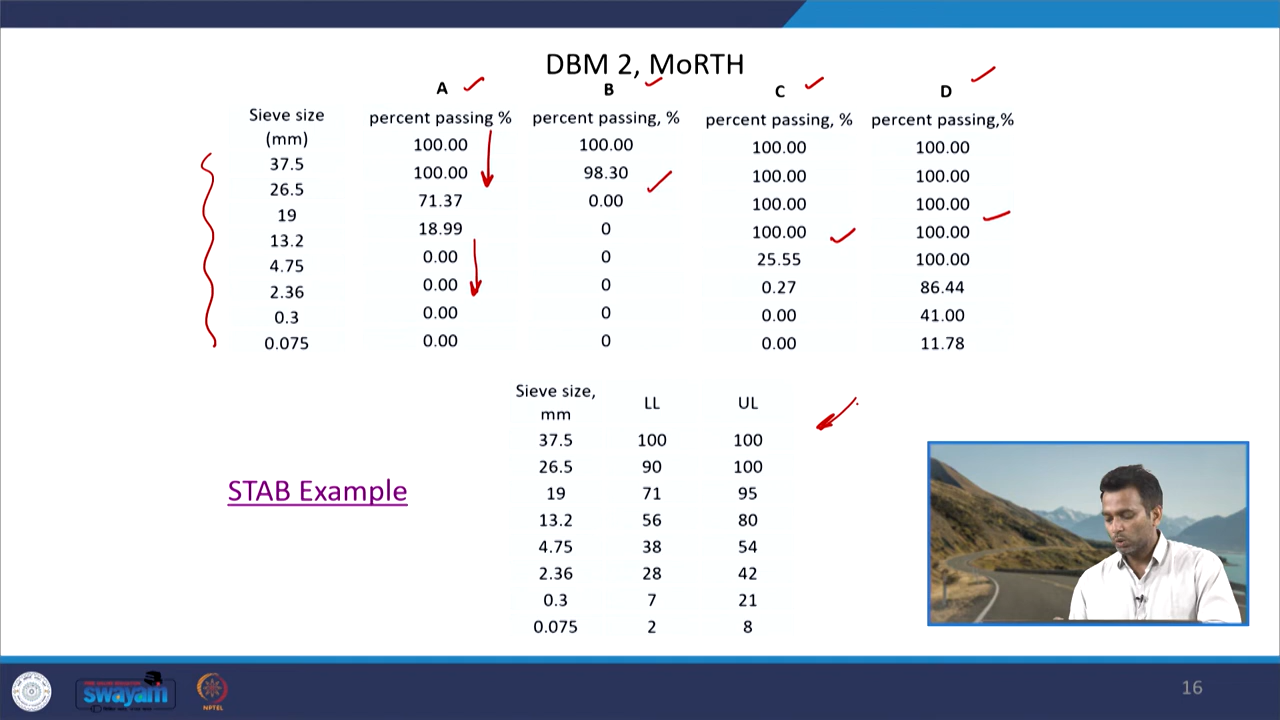 DBM 2, MoRTH
A B C D
Sieve size (mm) percent passing % percent passing, % percent passing, % percent passing,%
37.5 100.00 100.00 100.00 100.00
26.5 100.00 98.30 100.00 100.00
19 71.37 0.00 100.00 100.00
13.2 18.99 0 100.00 100.00
4.75 0.00 0 25.55 100.00
2.36 0.00 0 0.27 86.44
0.3 0.00 0 0.00 41.00
0.075 0.00 0 0.00 11.78
Sieve size, mm LL UL
37.5 100 100
26.5 90 100
19 71 95
13.2 56 80
4.75 38 54
2.36 28 42
0.3 7 21
0.075 2 8
STAB Example
swayam
NPTEL
16